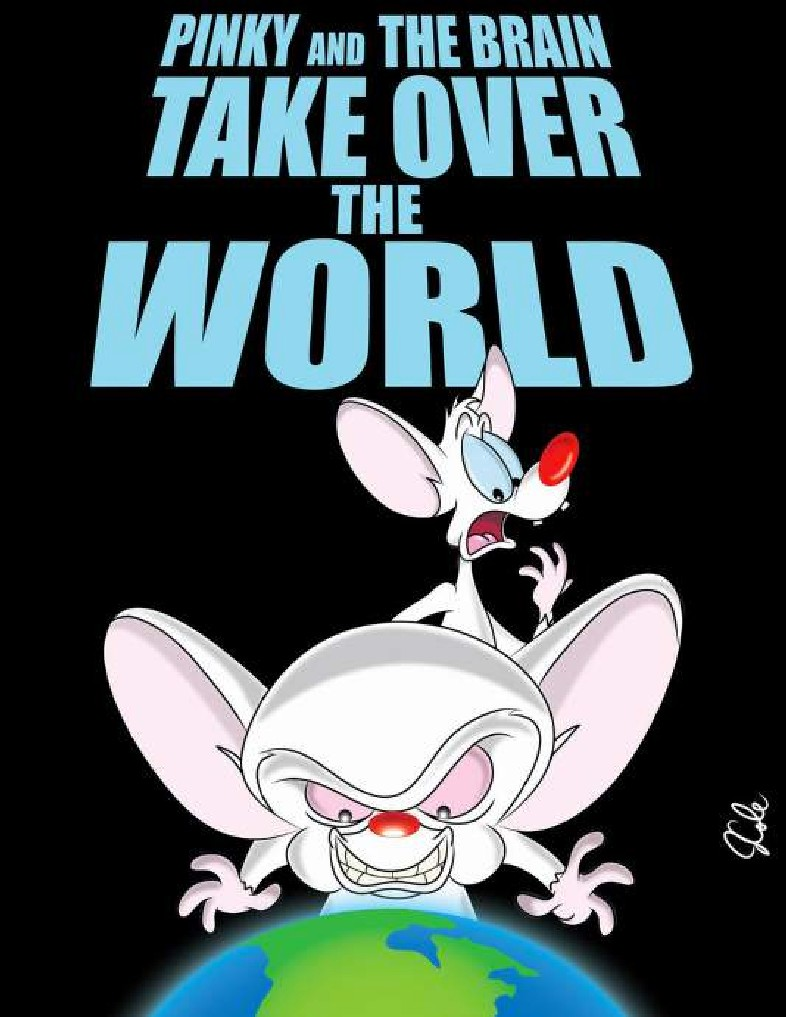 PINKY AND THE BRAIN
TAKE OVER
THE
WORLD